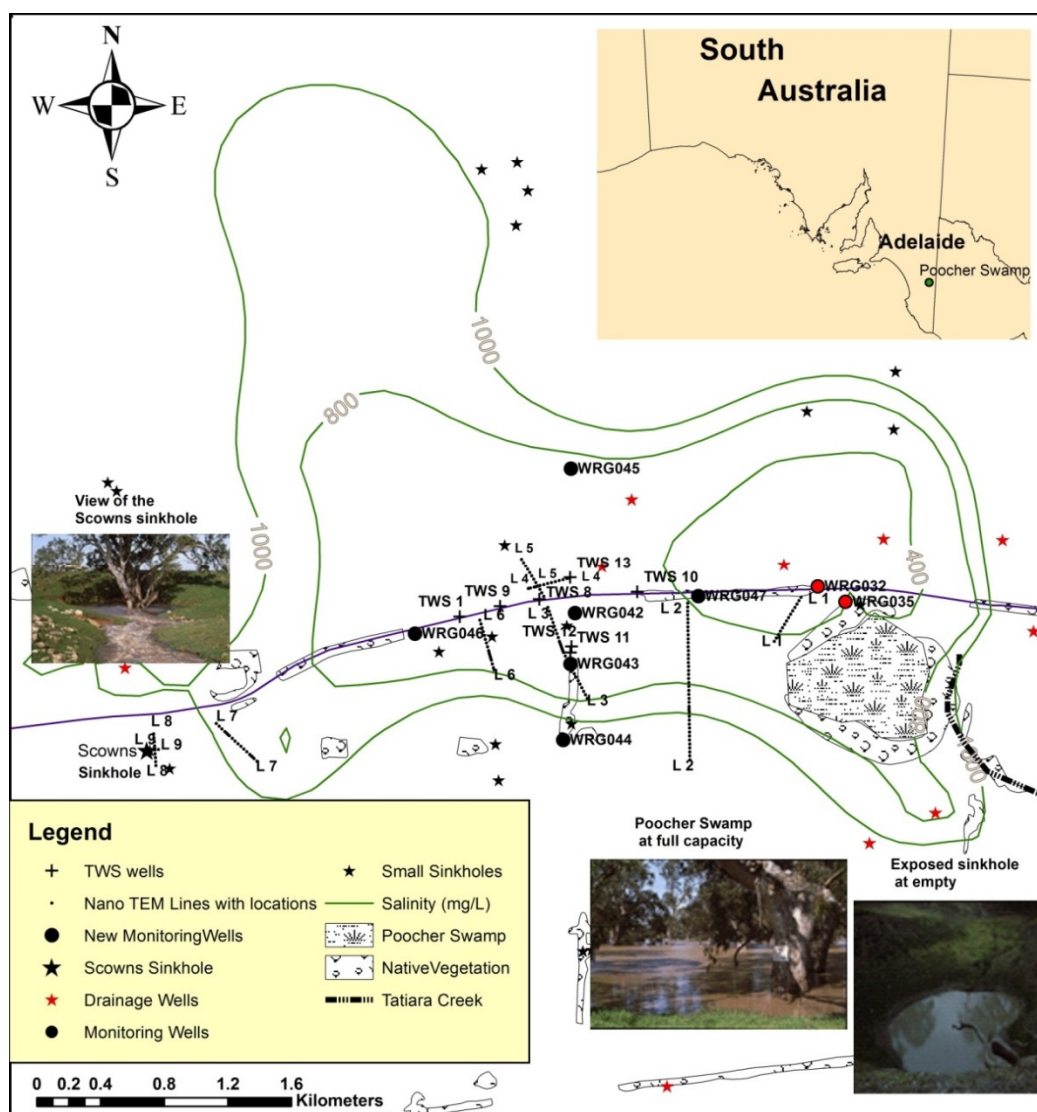 N
W
E
S
South
Australia
Adelaide
Poocher Swamp
1000
800
1000
400
WRG045
View of the
Scowns sinkhole
L 5
L 5
L 4
L 4
TWS 13
TWS 10
TWS 9
TWS 1
TWS 8
L 6
L 3
L 2
WRG047
WRG032
L 1
WRG035
WRG042
WRG046
TWS 12
TWS 11
L 1
WRG043
L 6
L 3
L 8
L 7
L 9
L 9
Scowns
Sinkhole
L 8
L 7
WRG044
L 2
800
1000
Legend
TWS wells
Nano TEM Lines with locations
New MonitoringWells
Scowns Sinkhole
Drainage Wells
Monitoring Wells
Small Sinkholes
Salinity (mg/L)
Poocher Swamp
NativeVegetation
Tatiara Creek
Poocher Swamp
at full capacity
Exposed sinkhole
at empty
0 0.2 0.4 0.8 1.2 1.6
Kilometers